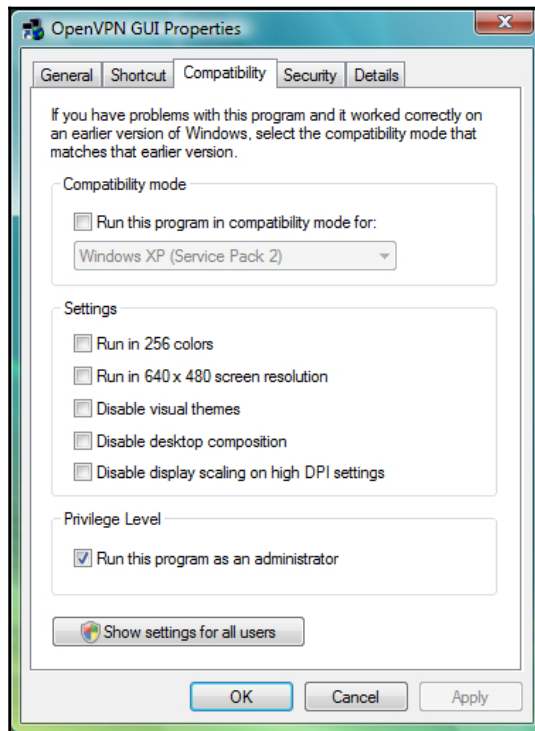 OpenVPN GUI Properties
General Shortcut Compatibility Security Details
If you have problems with this program and it worked correctly on
an earlier version of Windows, select the compatibility mode that
matches that earlier version.
Compatibility mode
Run this program in compatibility mode for:
Windows XP (Service Pack 2)
Settings
Run in 256 colors
Run in 640 x 480 screen resolution
Disable visual themes
Disable desktop composition
Disable display scaling on high DPI settings
Privilege Level
Run this program as an administrator
Show settings for all users
OK Cancel Apply